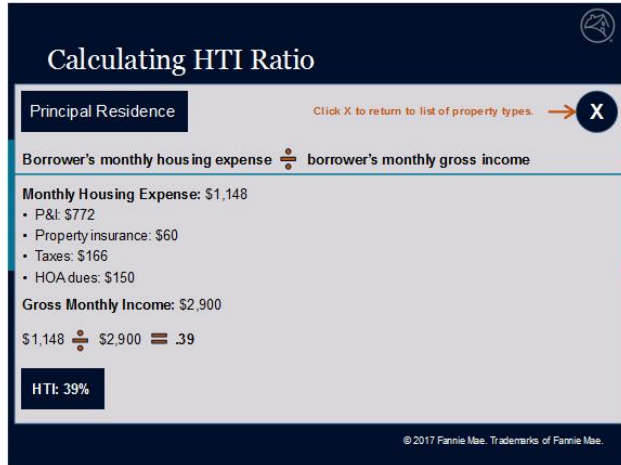 Calculating HTI Ratio
Principal Residence
Click X to return to list of property types.
X
Borrower's monthly housing expense ÷ borrower's monthly gross income
Monthly Housing Expense: $1,148
• P&I: $772
• Property insurance: $60
• Taxes: $166
• HOA dues: $150
Gross Monthly Income: $2,900
$1,148 ÷ $2,900 = .39
HTI: 39%
© 2017 Fannie Mae. Trademarks of Fannie Mae.